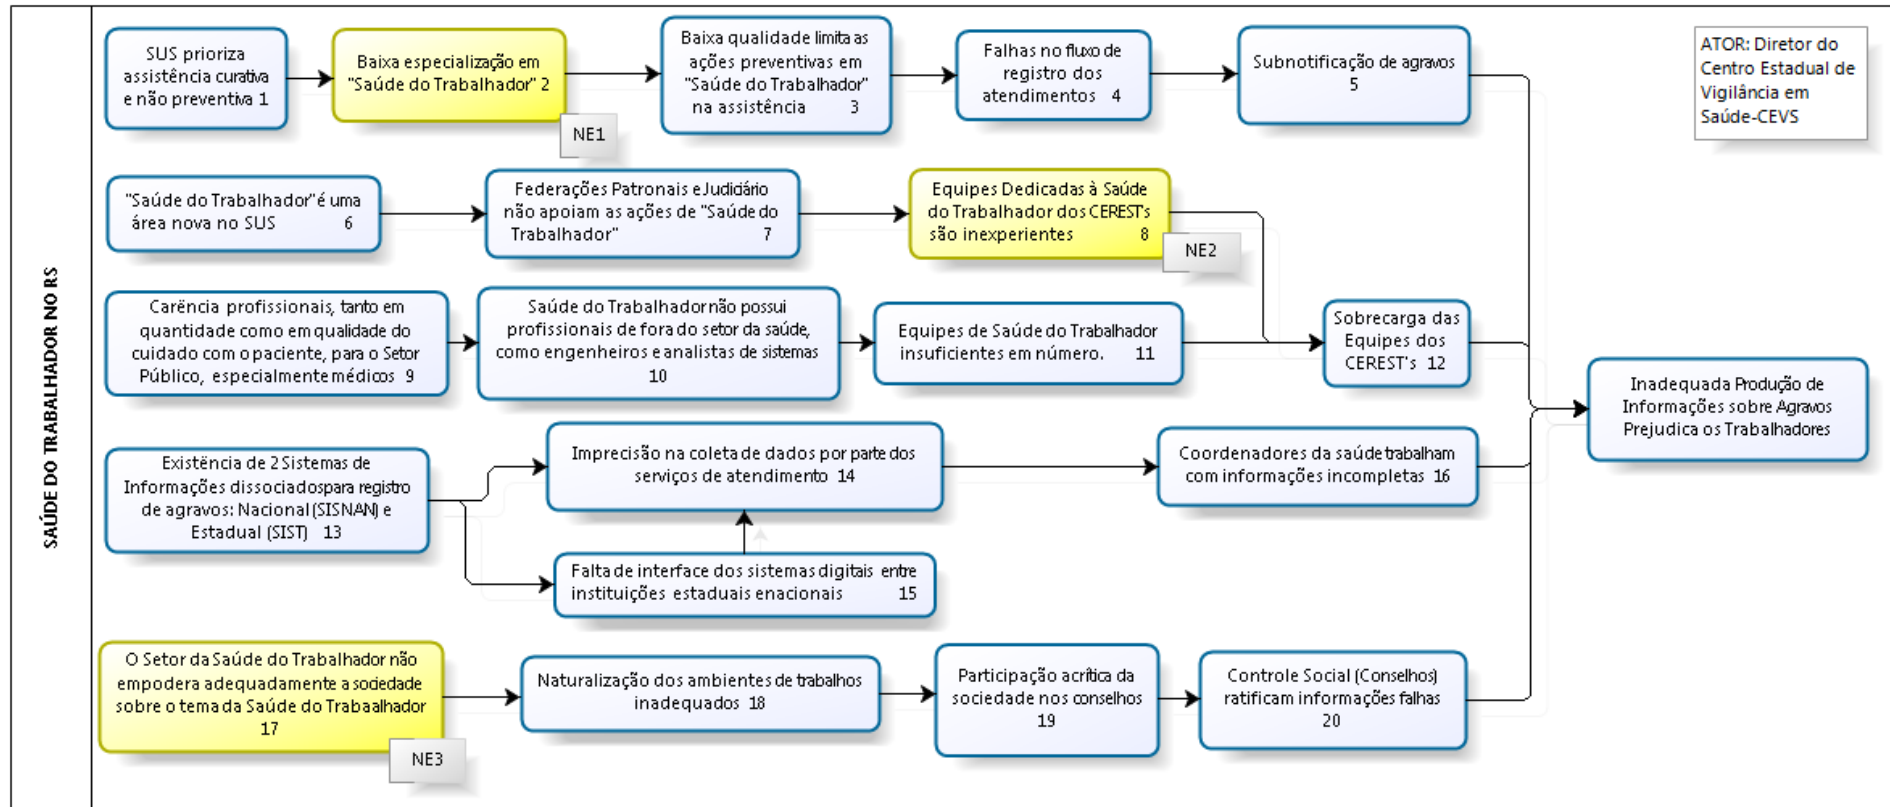 SAÚDE DO TRABALHADOR NO RS
SUS prioriza
assistência curativa
e não preventiva 1
Baixa especialização em
"Saúde do Trabalhador" 2
NE1
Baixa qualidade limita as
ações preventivas em
"Saúde do Trabalhador"
na assistência 3
Falhas no fluxo de
registro dos
atendimentos 4
Subnotificação de agravos
5
ATOR: Diretor do
Centro Estadual de
Vigilância em
Saúde-CEVS
"Saúde do Trabalhador" é uma
área nova no SUS 6
Federações Patronais e Judiciário
não apoiam as ações de "Saúde do
Trabalhador" 7
Equipes Dedicadas à Saúde
do Trabalhador dos CEREST's
são inexperientes 8
NE2
Carência profissionais, tanto em
quantidade como em qualidade do
cuidado com o paciente, para o Setor
Público, especialmente médicos 9
Saúde do Trabalhador não possui
profissionais de fora do setor da saúde,
como engenheiros e analistas de sistemas
10
Equipes de Saúde do Trabalhador
insuficientes em número. 11
Sobrecarga das
Equipes dos
CEREST's 12
Inadequada Produção de
Informações sobre Agravos
Prejudica os Trabalhadores
Existência de 2 Sistemas de
Informações dissociados para registro
de agravos: Nacional (SISNAN) e
Estadual (SIST) 13
Imprecisão na coleta de dados por parte dos
serviços de atendimento 14
Coordenadores da saúde trabalham
com informações incompletas 16
Falta de interface dos sistemas digitais entre
instituições estaduais e nacionais 15
O Setor da Saúde do Trabalhador não
empodera adequadamente a sociedade
sobre o tema da Saúde do Trabaalhador
17
NE3
Naturalização dos ambientes de trabalhos
inadequados 18
Participação acrítica da
sociedade nos conselhos
19
Controle Social (Conselhos)
ratificam informações falhas
20